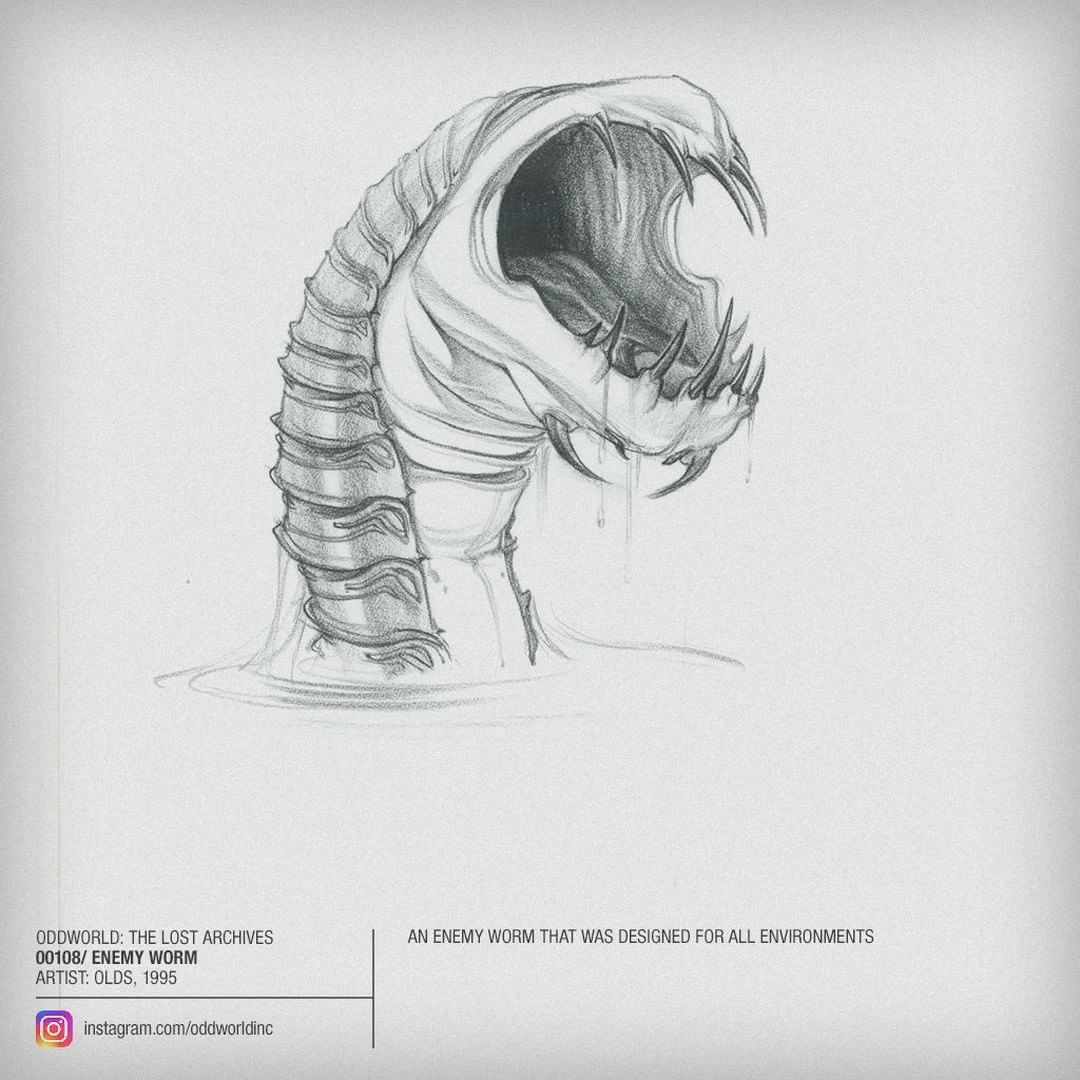 ODDWORLD: THE LOST ARCHIVES
00108/ ENEMY WORM
ARTIST: OLDS, 1995
instagram.com/oddworldinc
AN ENEMY WORM THAT WAS DESIGNED FOR ALL ENVIRONMENTS